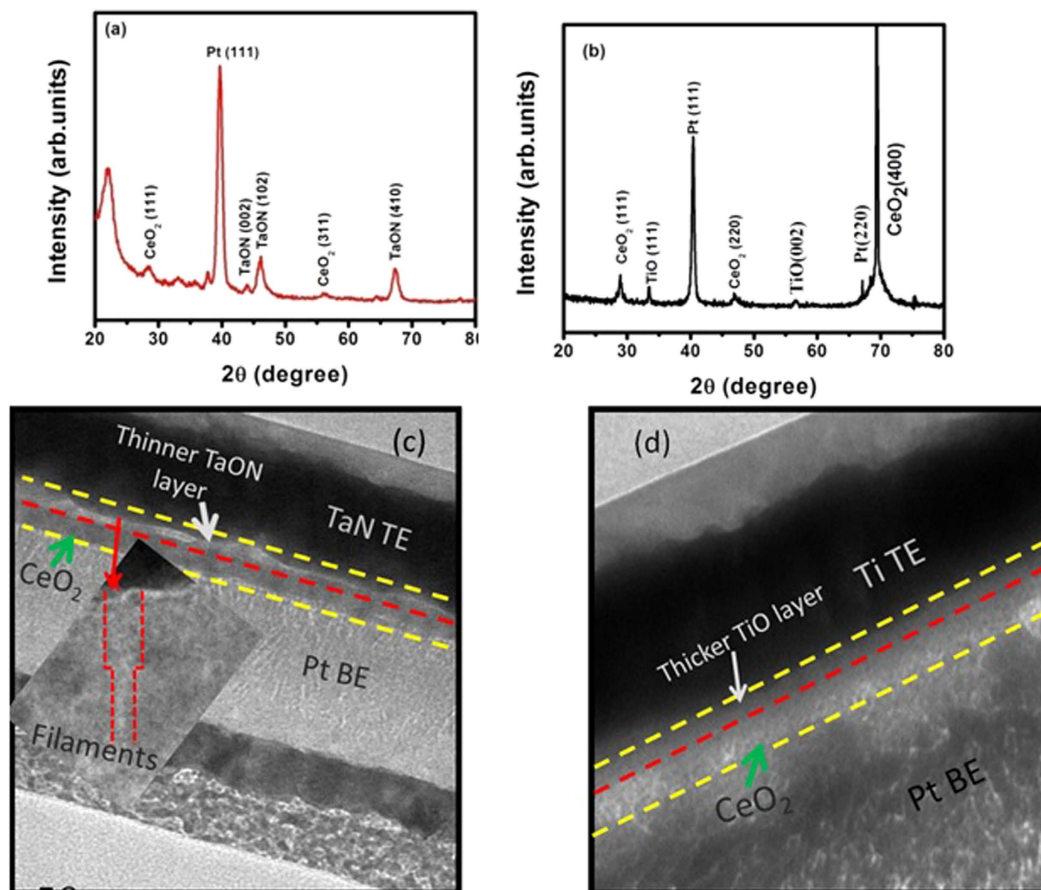 (a)
Pt (111)
CeO₂ (111)
TaON (002)
TaON (102)
CeO₂ (311)
TaON (410)
Intensity (arb.units)
20 30 40 50 60 70 80
2θ (degree)
(b)
CeO₂ (111)
TiO (111)
Pt (111)
CeO₂ (220)
TiO(002)
Pt(220)
CeO₂(400)
Intensity (arb.units)
20 30 40 50 60 70 80
2θ (degree)
(c)
Thinner TaON
layer
TaN TE
CeO₂
Pt BE
Filaments
(d)
Ti TE
Thicker TiO layer
CeO₂
Pt BE